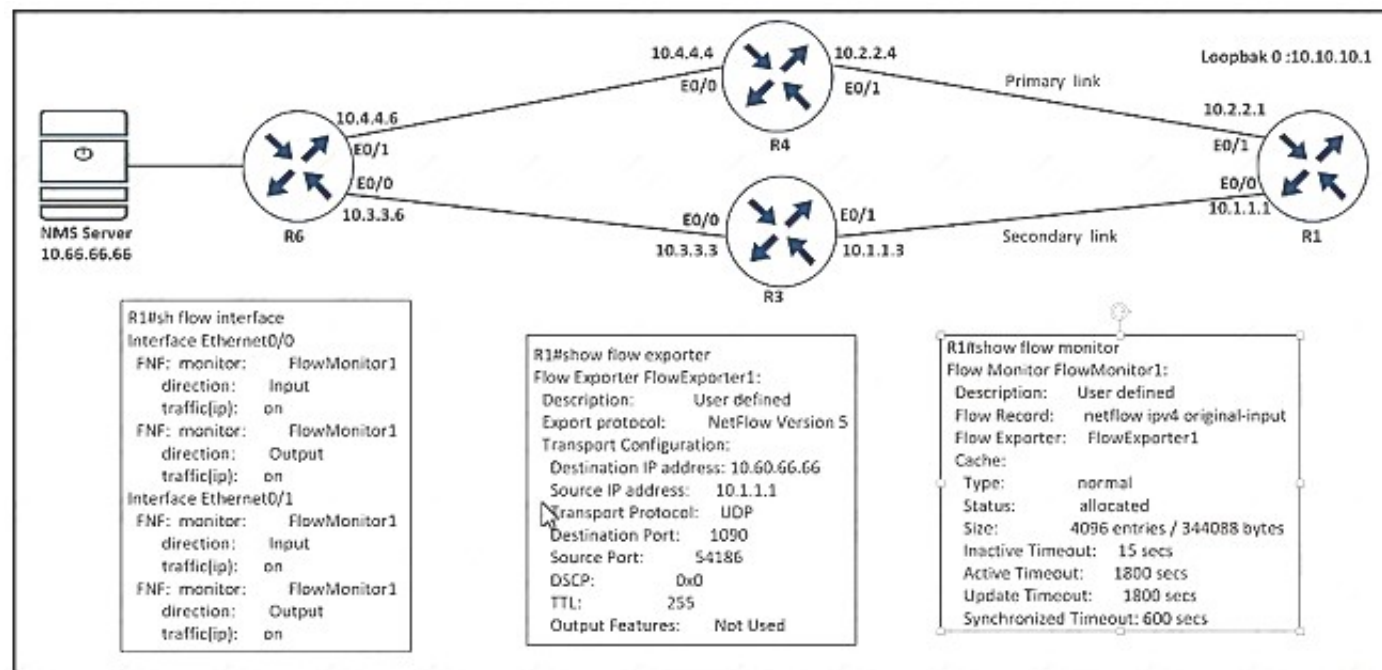 10.4.4.4
10.2.2.4
Loopbak 0 :10.10.10.1
E0/0
E0/1
Primary link
10.4.4.6
10.2.2.1
R4
E0/1
E0/1
E0/0
E0/0
10.3.3.6
10.1.1.1
E0/0
E0/1
NMS Server
10.66.66.66
R6
10.3.3.3
10.1.1.3
Secondary link
R1
R3
R1#sh flow interface
Interface Ethernet0/0
FNF: monitor: FlowMonitor1
direction: Input
traffic(ip): on
FNF: monitor: FlowMonitor1
direction: Output
traffic(ip): on
Interface Ethernet0/1
FNF: monitor: FlowMonitor1
direction: Input
traffic(ip): on
FNF: monitor: FlowMonitor1
direction: Output
traffic(ip): on
R1#show flow exporter
Flow Exporter FlowExporter1:
Description: User defined
Export protocol: NetFlow Version 5
Transport Configuration:
Destination IP address: 10.60.66.66
Source IP address: 10.1.1.1
Transport Protocol: UDP
Destination Port: 1090
Source Port: 54186
DSCP: 0x0
TTL: 255
Output Features: Not Used
R1#show flow monitor
Flow Monitor FlowMonitor1:
Description: User defined
Flow Record: netflow ipv4 original-input
Flow Exporter: FlowExporter1
Cache:
Type: normal
Status: allocated
Size: 4096 entries / 344088 bytes
Inactive Timeout: 15 secs
Active Timeout: 1800 secs
Update Timeout: 1800 secs
Synchronized Timeout: 600 secs